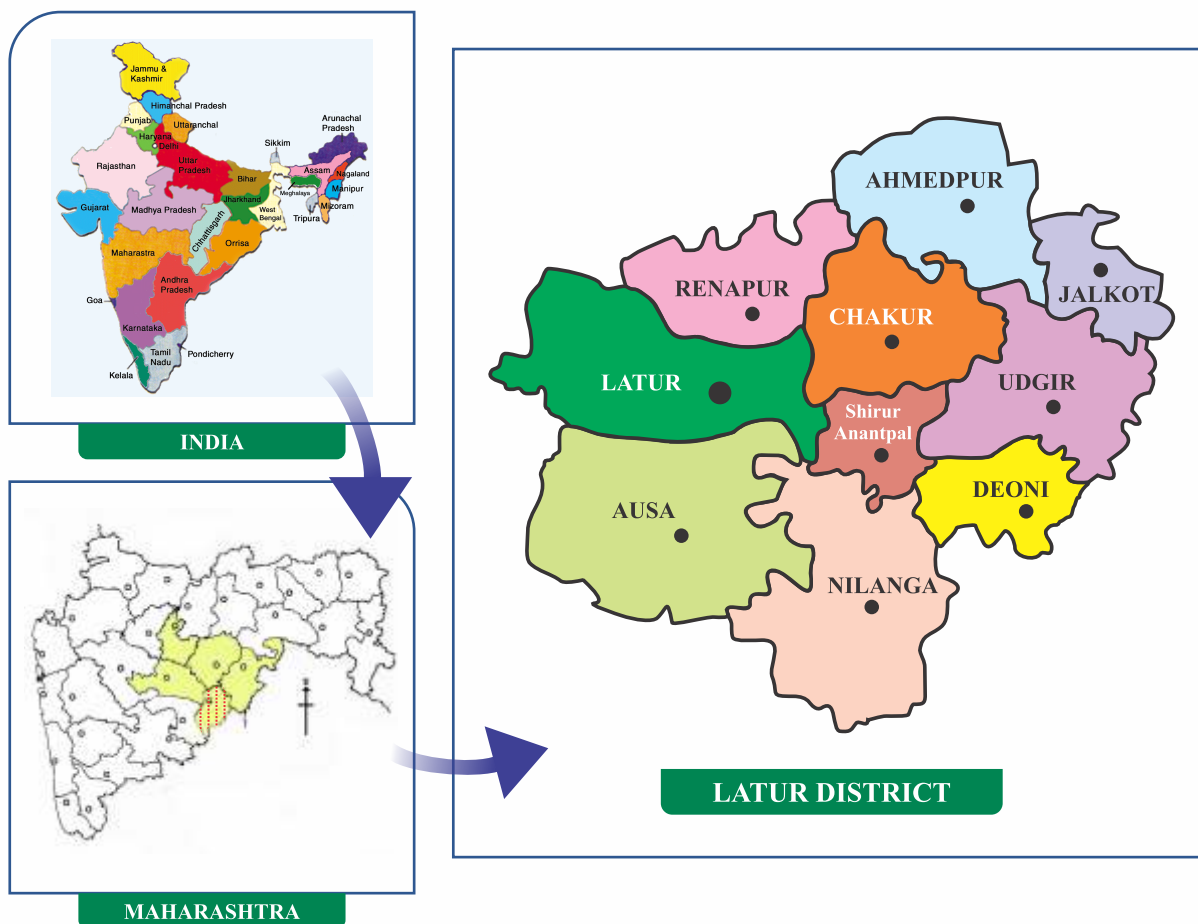 Jammu &
Kashmir
Himanchal Pradesh
Punjab
Uttaranchal
Haryana
Delhi
Arunachal
Pradesh
Sikkim
Rajasthan
Uttar
Pradesh
Bihar
Assam
Nagaland
Meghalaya
Manipur
Gujarat
Madhya Pradesh
Jharkhand
West
Bengal
Tripura
Mizoram
Chhattisgarh
Maharastra
Orrisa
Andhra
Pradesh
Goa
Karnataka
Tamil
Nadu
Pondicherry
Kelala
INDIA
MAHARASHTRA
AHMEDPUR
RENAPUR
JALKOT
CHAKUR
LATUR
UDGIR
Shirur
Anantpal
DEONI
AUSA
NILANGA
LATUR DISTRICT